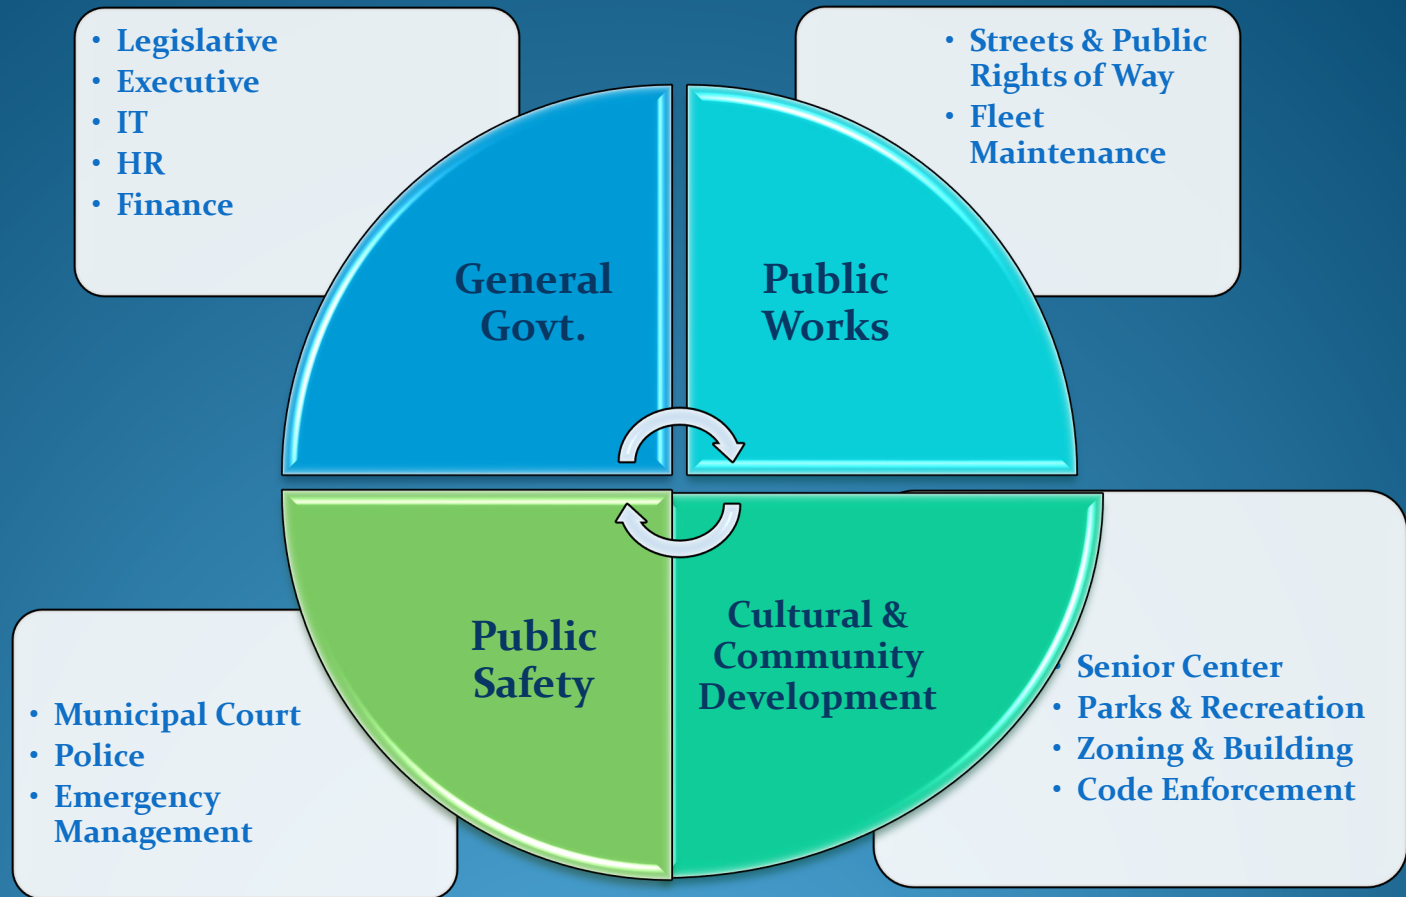 • Legislative
• Executive
• IT
• HR
• Finance
General
Govt.
• Streets & Public
Rights of Way
• Fleet
Maintenance
Public
Works
Public
Safety
• Municipal Court
• Police
• Emergency
Management
Cultural &
Community
Development
• Senior Center
• Parks & Recreation
• Zoning & Building
• Code Enforcement